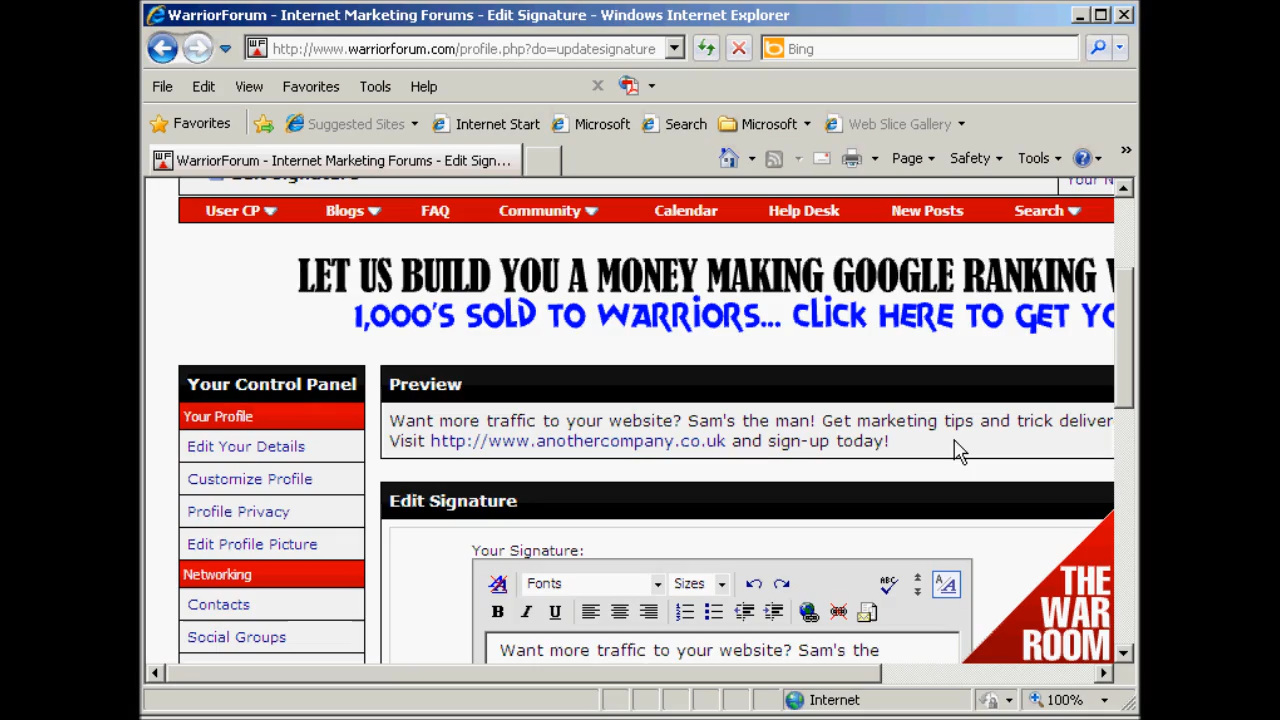 WarriorForum - Internet Marketing Forums - Edit Signature - Windows Internet Explorer
http://www.warriorforum.com/profile.php?do=updatesignature
Bing
File Edit View Favorites Tools Help
Favorites Suggested Sites Internet Start Microsoft Search Microsoft Web Slice Gallery
WarriorForum - Internet Marketing Forums - Edit Sign... Page Safety Tools
User CP Blogs FAQ Community Calendar Help Desk New Posts Search
LET US BUILD YOU A MONEY MAKING GOOGLE RANKING
1,000'S SOLD TO WARRIORS... CLICK HERE TO GET
Your Control Panel
Your Profile
Edit Your Details
Customize Profile
Profile Privacy
Edit Profile Picture
Networking
Contacts
Social Groups
Preview
Want more traffic to your website? Sam's the man! Get marketing tips and trick deliver
Visit http://www.anothercompany.co.uk and sign-up today!
Edit Signature
Your Signature:
Fonts Sizes ABC
B I U
Want more traffic to your website? Sam's the
THE
WAR
ROOM
Internet 100%